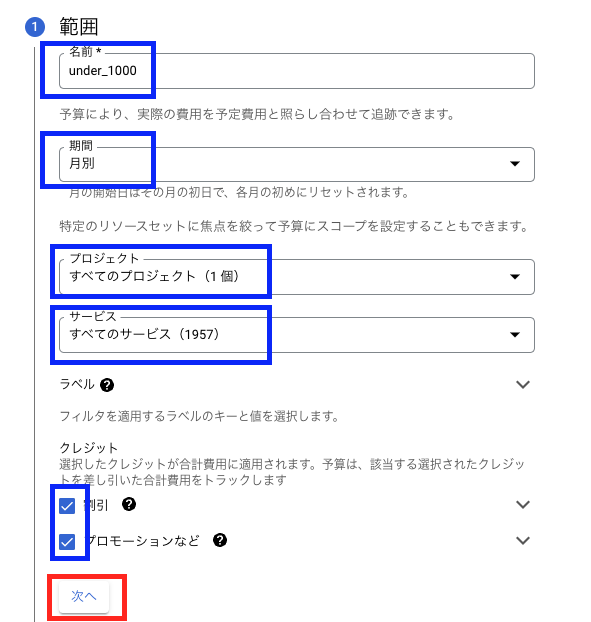 1 範囲
名前 *
under_1000
予算により、実際の費用を予定費用と照らし合わせて追跡できます。
期間
月別
月の開始日はその月の初日で、各月の初めにリセットされます。
特定のリソースセットに焦点を絞って予算にスコープを設定することもできます。
プロジェクト
すべてのプロジェクト（1 個）
サービス
すべてのサービス（1957）
ラベル ?
フィルタを適用するラベルのキーと値を選択します。
クレジット
選択したクレジットが合計費用に適用されます。予算は、該当する選択されたクレジッ
トを差し引いた合計費用をトラックします
割引 ?
プロモーションなど ?
次へ